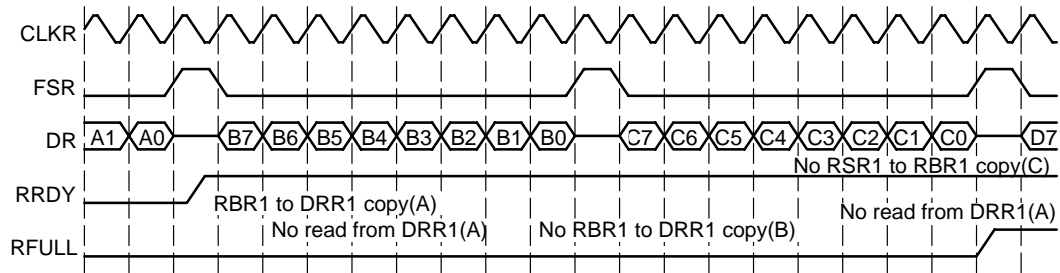 CLKR
FSR
DR A1 A0 B7 B6 B5 B4 B3 B2 B1 B0 C7 C6 C5 C4 C3 C2 C1 C0 D7
No RSR1 to RBR1 copy(C)
RRDY
RBR1 to DRR1 copy(A)
No read from DRR1(A)
No read from DRR1(A) No RBR1 to DRR1 copy(B)
RFULL